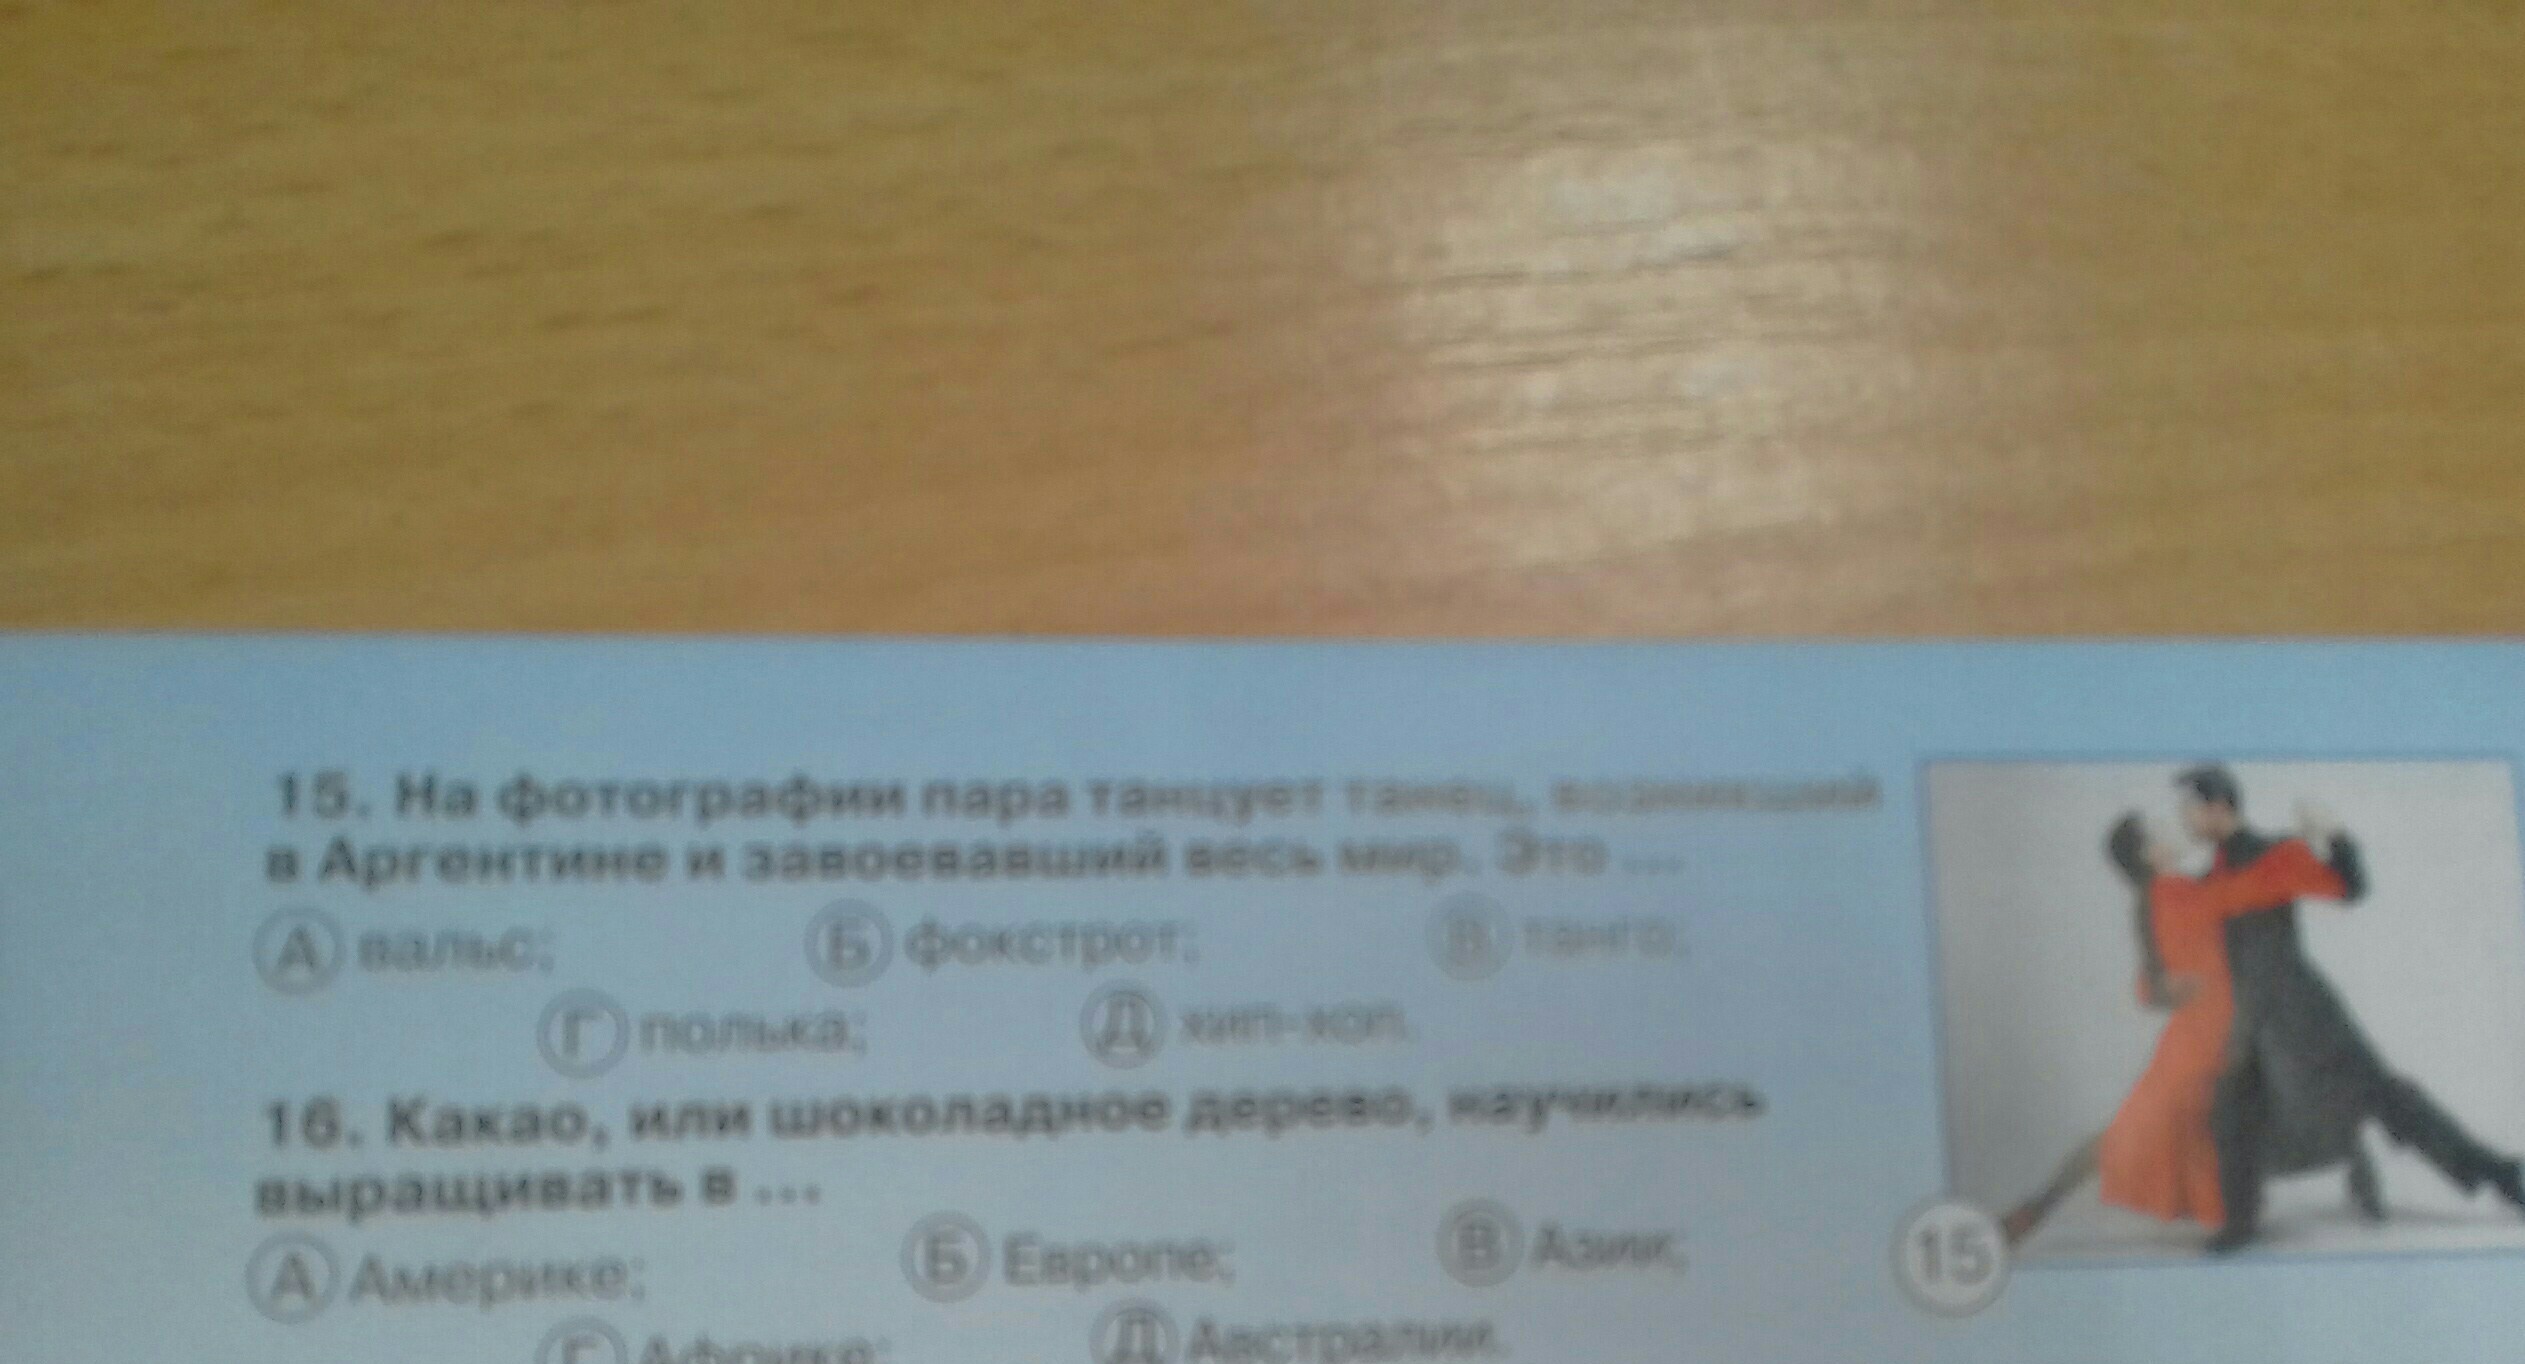 15. На фотографии пара танцует танец, возникший
в Аргентине и завоевавший весь мир. Это ...
А вальс; Б фокстрот; В танго;
Г полька; Д хип-хоп.
16. Какао, или шоколадное дерево, научились
выращивать в ...
А Америке; Б Европе; В Азии;
Г Африке; Д Австралии.
15